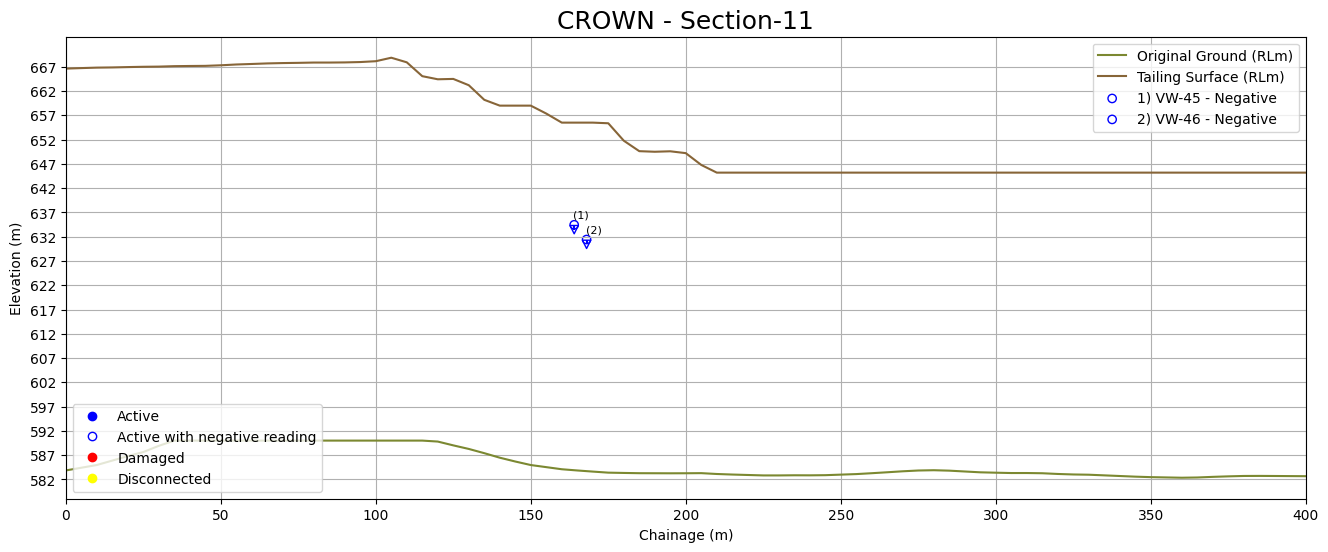 CROWN - Section-11
Original Ground (RLm)
Tailing Surface (RLm)
1) VW-45 - Negative
2) VW-46 - Negative
667
662
657
652
647
642
637
632
627
622
617
612
607
602
597
592
587
582
Elevation (m)
(1)
(2)
Active
Active with negative reading
Damaged
Disconnected
0 50 100 150 200 250 300 350 400
Chainage (m)